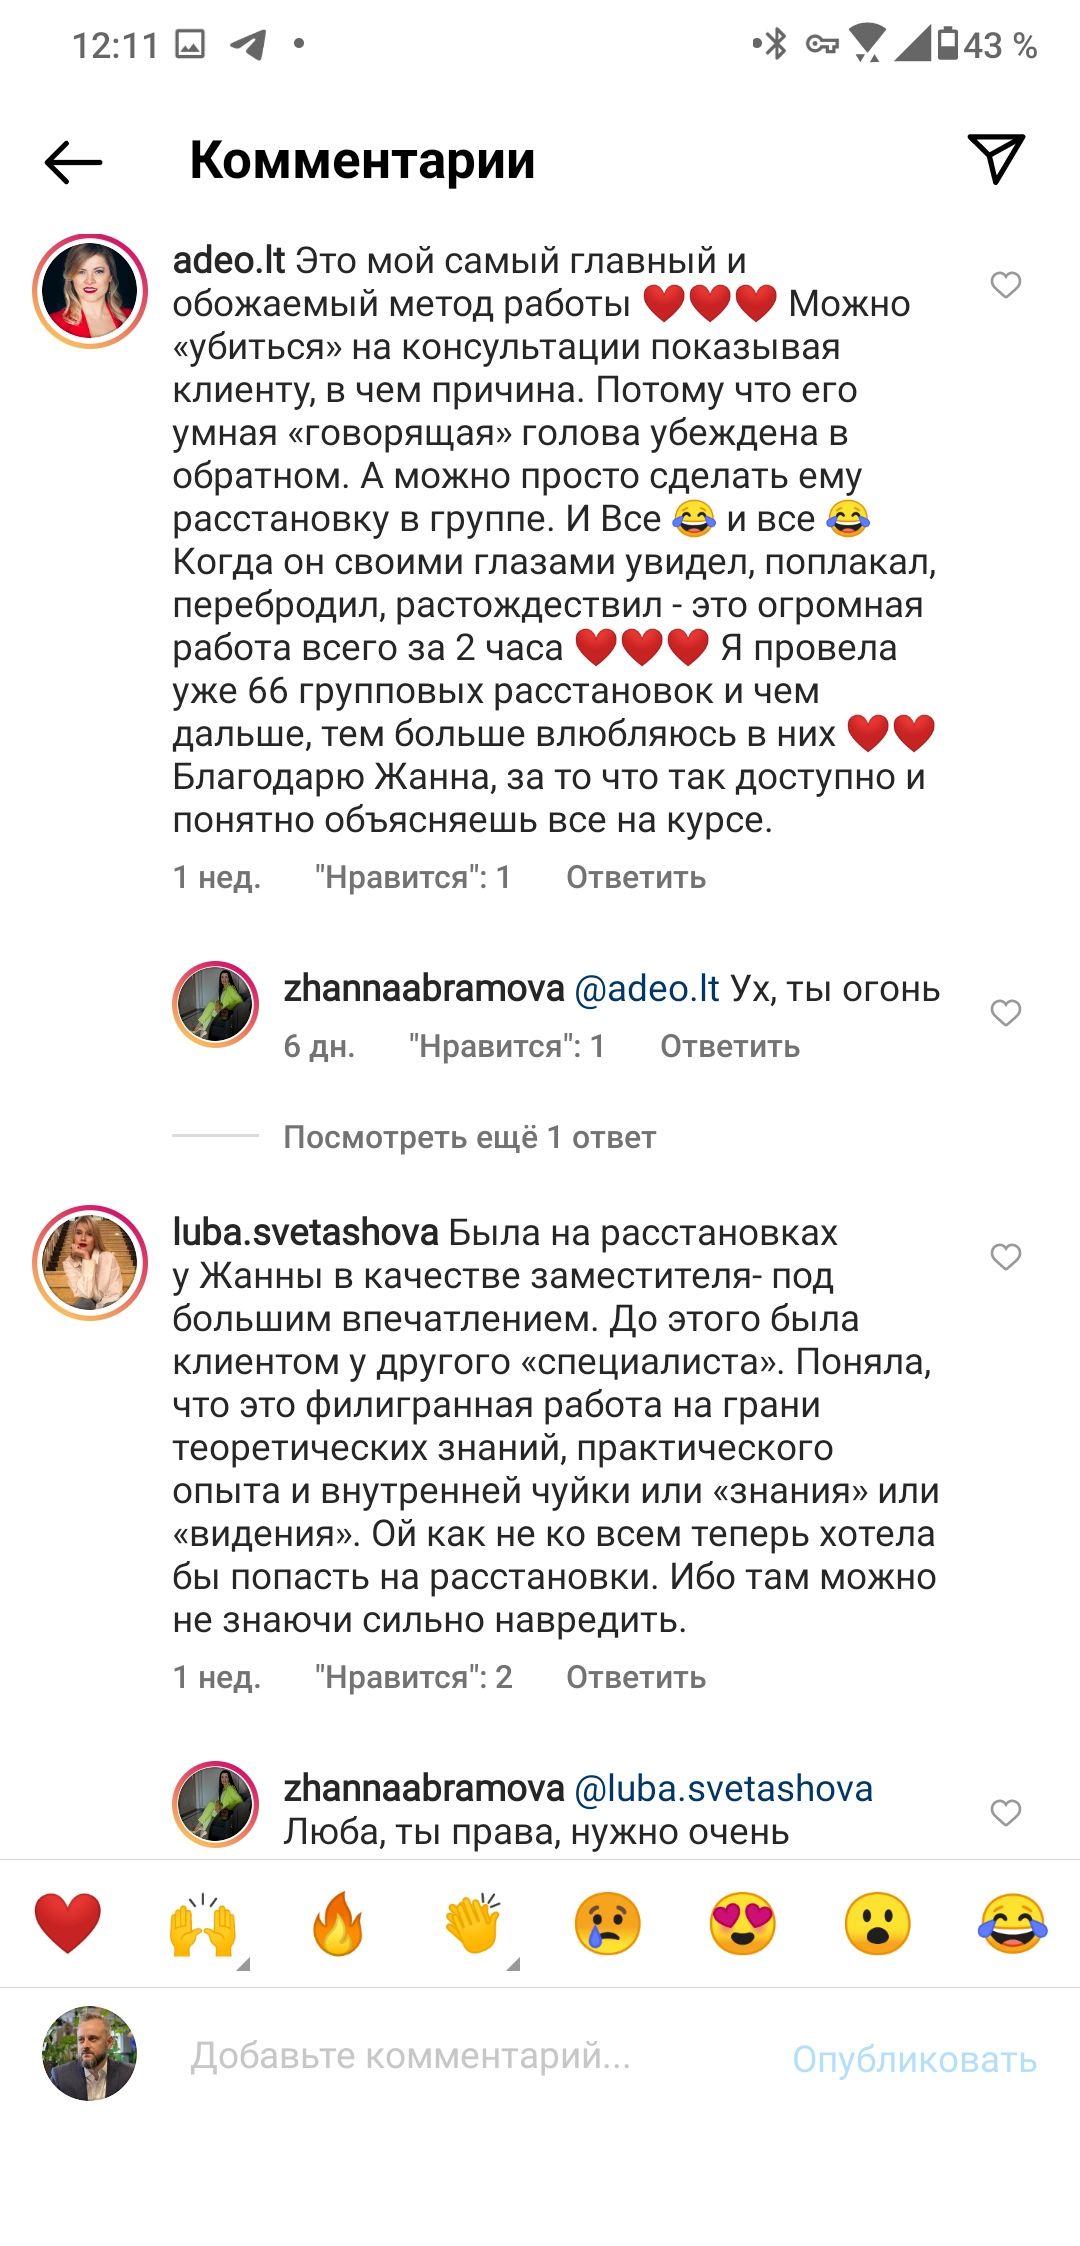 12:11
43 %
Комментарии
adeo.lt Это мой самый главный и
обожаемый метод работы ❤️❤️❤️ Можно
«убиться» на консультации показывая
клиенту, в чем причина. Потому что его
умная «говорящая» голова убеждена в
обратном. А можно просто сделать ему
расстановку в группе. И Все 😂 и все 😂
Когда он своими глазами увидел, поплакал,
перебродил, растождествил - это огромная
работа всего за 2 часа ❤️❤️❤️ Я провела
уже 66 групповых расстановок и чем
дальше, тем больше влюбляюсь в них ❤️❤️
Благодарю Жанна, за то что так доступно и
понятно объясняешь все на курсе.
1 нед. "Нравится": 1 Ответить
zhannaabramova @adeo.lt Ух, ты огонь
6 дн. "Нравится": 1 Ответить
Посмотреть ещё 1 ответ
luba.svetashova Была на расстановках
у Жанны в качестве заместителя- под
большим впечатлением. До этого была
клиентом у другого «специалиста». Поняла,
что это филигранная работа на грани
теоретических знаний, практического
опыта и внутренней чуйки или «знания» или
«видения». Ой как не ко всем теперь хотела
бы попасть на расстановки. Ибо там можно
не знаючи сильно навредить.
1 нед. "Нравится": 2 Ответить
zhannaabramova @luba.svetashova
Люба, ты права, нужно очень
❤️ 🙌 🔥 👏 😢 😍 😮 😂
Добавьте комментарий... Опубликовать